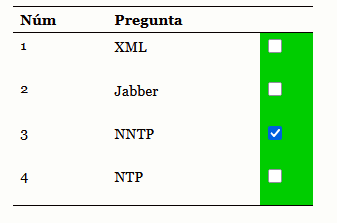 Núm Pregunta
1 XML
2 Jabber
3 NNTP
4 NTP